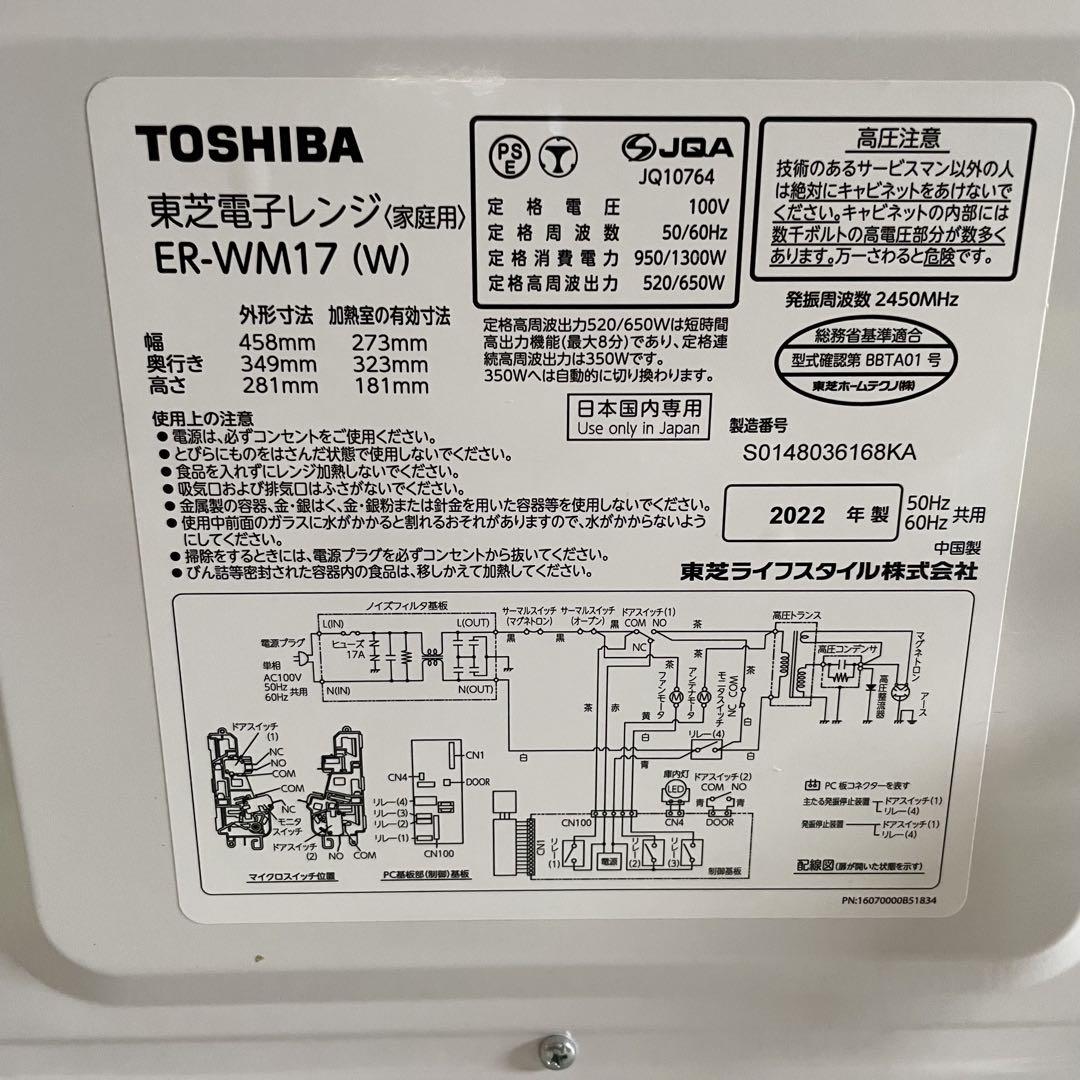 TOSHIBA
東芝電子レンジ〈家庭用〉
ER-WM17 (W)
外形寸法 加熱室の有効寸法
幅 458mm 273mm
奥行き 349mm 323mm
高さ 281mm 181mm
PS
E
JQA
JQ10764
定格電圧 100V
定格周波数 50/60Hz
定格消費電力 950/1300W
定格高周波出力 520/650W
定格高周波出力520/650Wは短時間
高出力機能(最大8分)であり、定格連
続高周波出力は350Wです。
350Wへは自動的に切り換わります。
日本国内専用
Use only in Japan
高圧注意
技術のあるサービスマン以外の人
は絶対にキャビネットをあけないで
ください。キャビネットの内部には
数千ボルトの高電圧部分が数多く
あります。万一さわると危険です。
発振周波数 2450MHz
総務省基準適合
型式確認第 BBTA01 号
東芝ホームテクノ(株)
製造番号
S0148036168KA
2022 年 製
50Hz
60Hz 共用
中国製
東芝ライフスタイル株式会社
使用上の注意
● 電源は、必ずコンセントをご使用ください。
● とびらにものをはさんだ状態で使用しないでください。
● 食品を入れずにレンジ加熱しないでください。
● 吸気口および排気口はふさがないでください。
● 金属製の容器、金・銀はく、金・銀粉または針金を用いた容器等を使用しないでください。
● 使用中前面のガラスに水がかかると割れるおそれがありますので、水がかからないよう
にしてください。
● 掃除をするときには、電源プラグを必ずコンセントから抜いてください。
● びん詰等密封された容器内の食品は、移しかえて加熱してください。
ノイズフィルタ基板
L(IN)
L(OUT)
ヒューズ
17A
N(IN)
N(OUT)
電源プラグ
単相
AC100V
50Hz
60Hz 共用
サーマルスイッチ
(マグネトロン)
サーマルスイッチ
(オーブン)
ドアスイッチ(1)
COM NO
NC
黒
黒
黒
茶
茶
赤
茶
ファンモータ
M
茶
アンテナモータ
M
モニタスイッチ
NC COM
黄
白
白
白
白
青
青
リレー(4)
高圧トランス
高圧コンデンサ
高圧整流器
マグネトロン
アース
ドアスイッチ
(1)
NC
NO
COM
COM
NC
モニタ
スイッチ
ドアスイッチ
(2)
NO
COM
マイクロスイッチ位置
CN1
CN4
DOOR
リレー(4)
リレー(3)
リレー(2)
リレー(1)
CN100
PC基板部(制御)基板
庫内灯
LED
ドアスイッチ(2)
COM NO
青
青
CN100
CN4
DOOR
CN1
リレー(1)
電源
リレー(2)
リレー(3)
制御基板
PC 板コネクターを表す
主たる発振停止装置 ドアスイッチ(1)
リレー(4)
発振停止装置 ドアスイッチ(1)
リレー(4)
配線図(扉が開いた状態を示す)
PN:16070000B51834